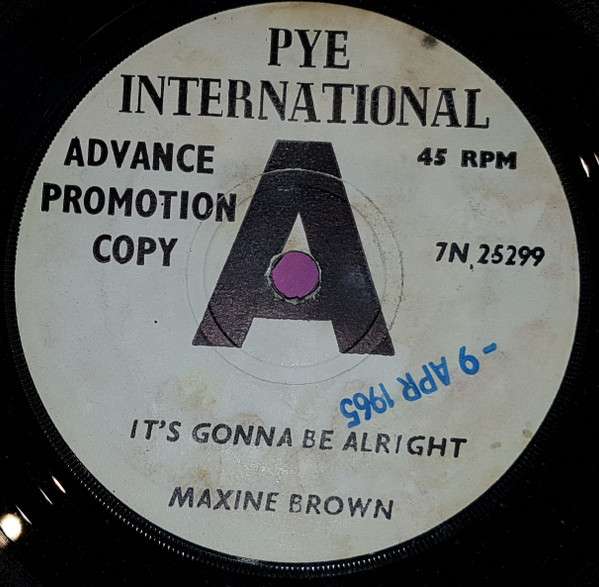 PYE
INTERNATIONAL
ADVANCE
PROMOTION
COPY
A
45 RPM
7N. 25299
- 9 APR 1965
IT'S GONNA BE ALRIGHT
MAXINE BROWN